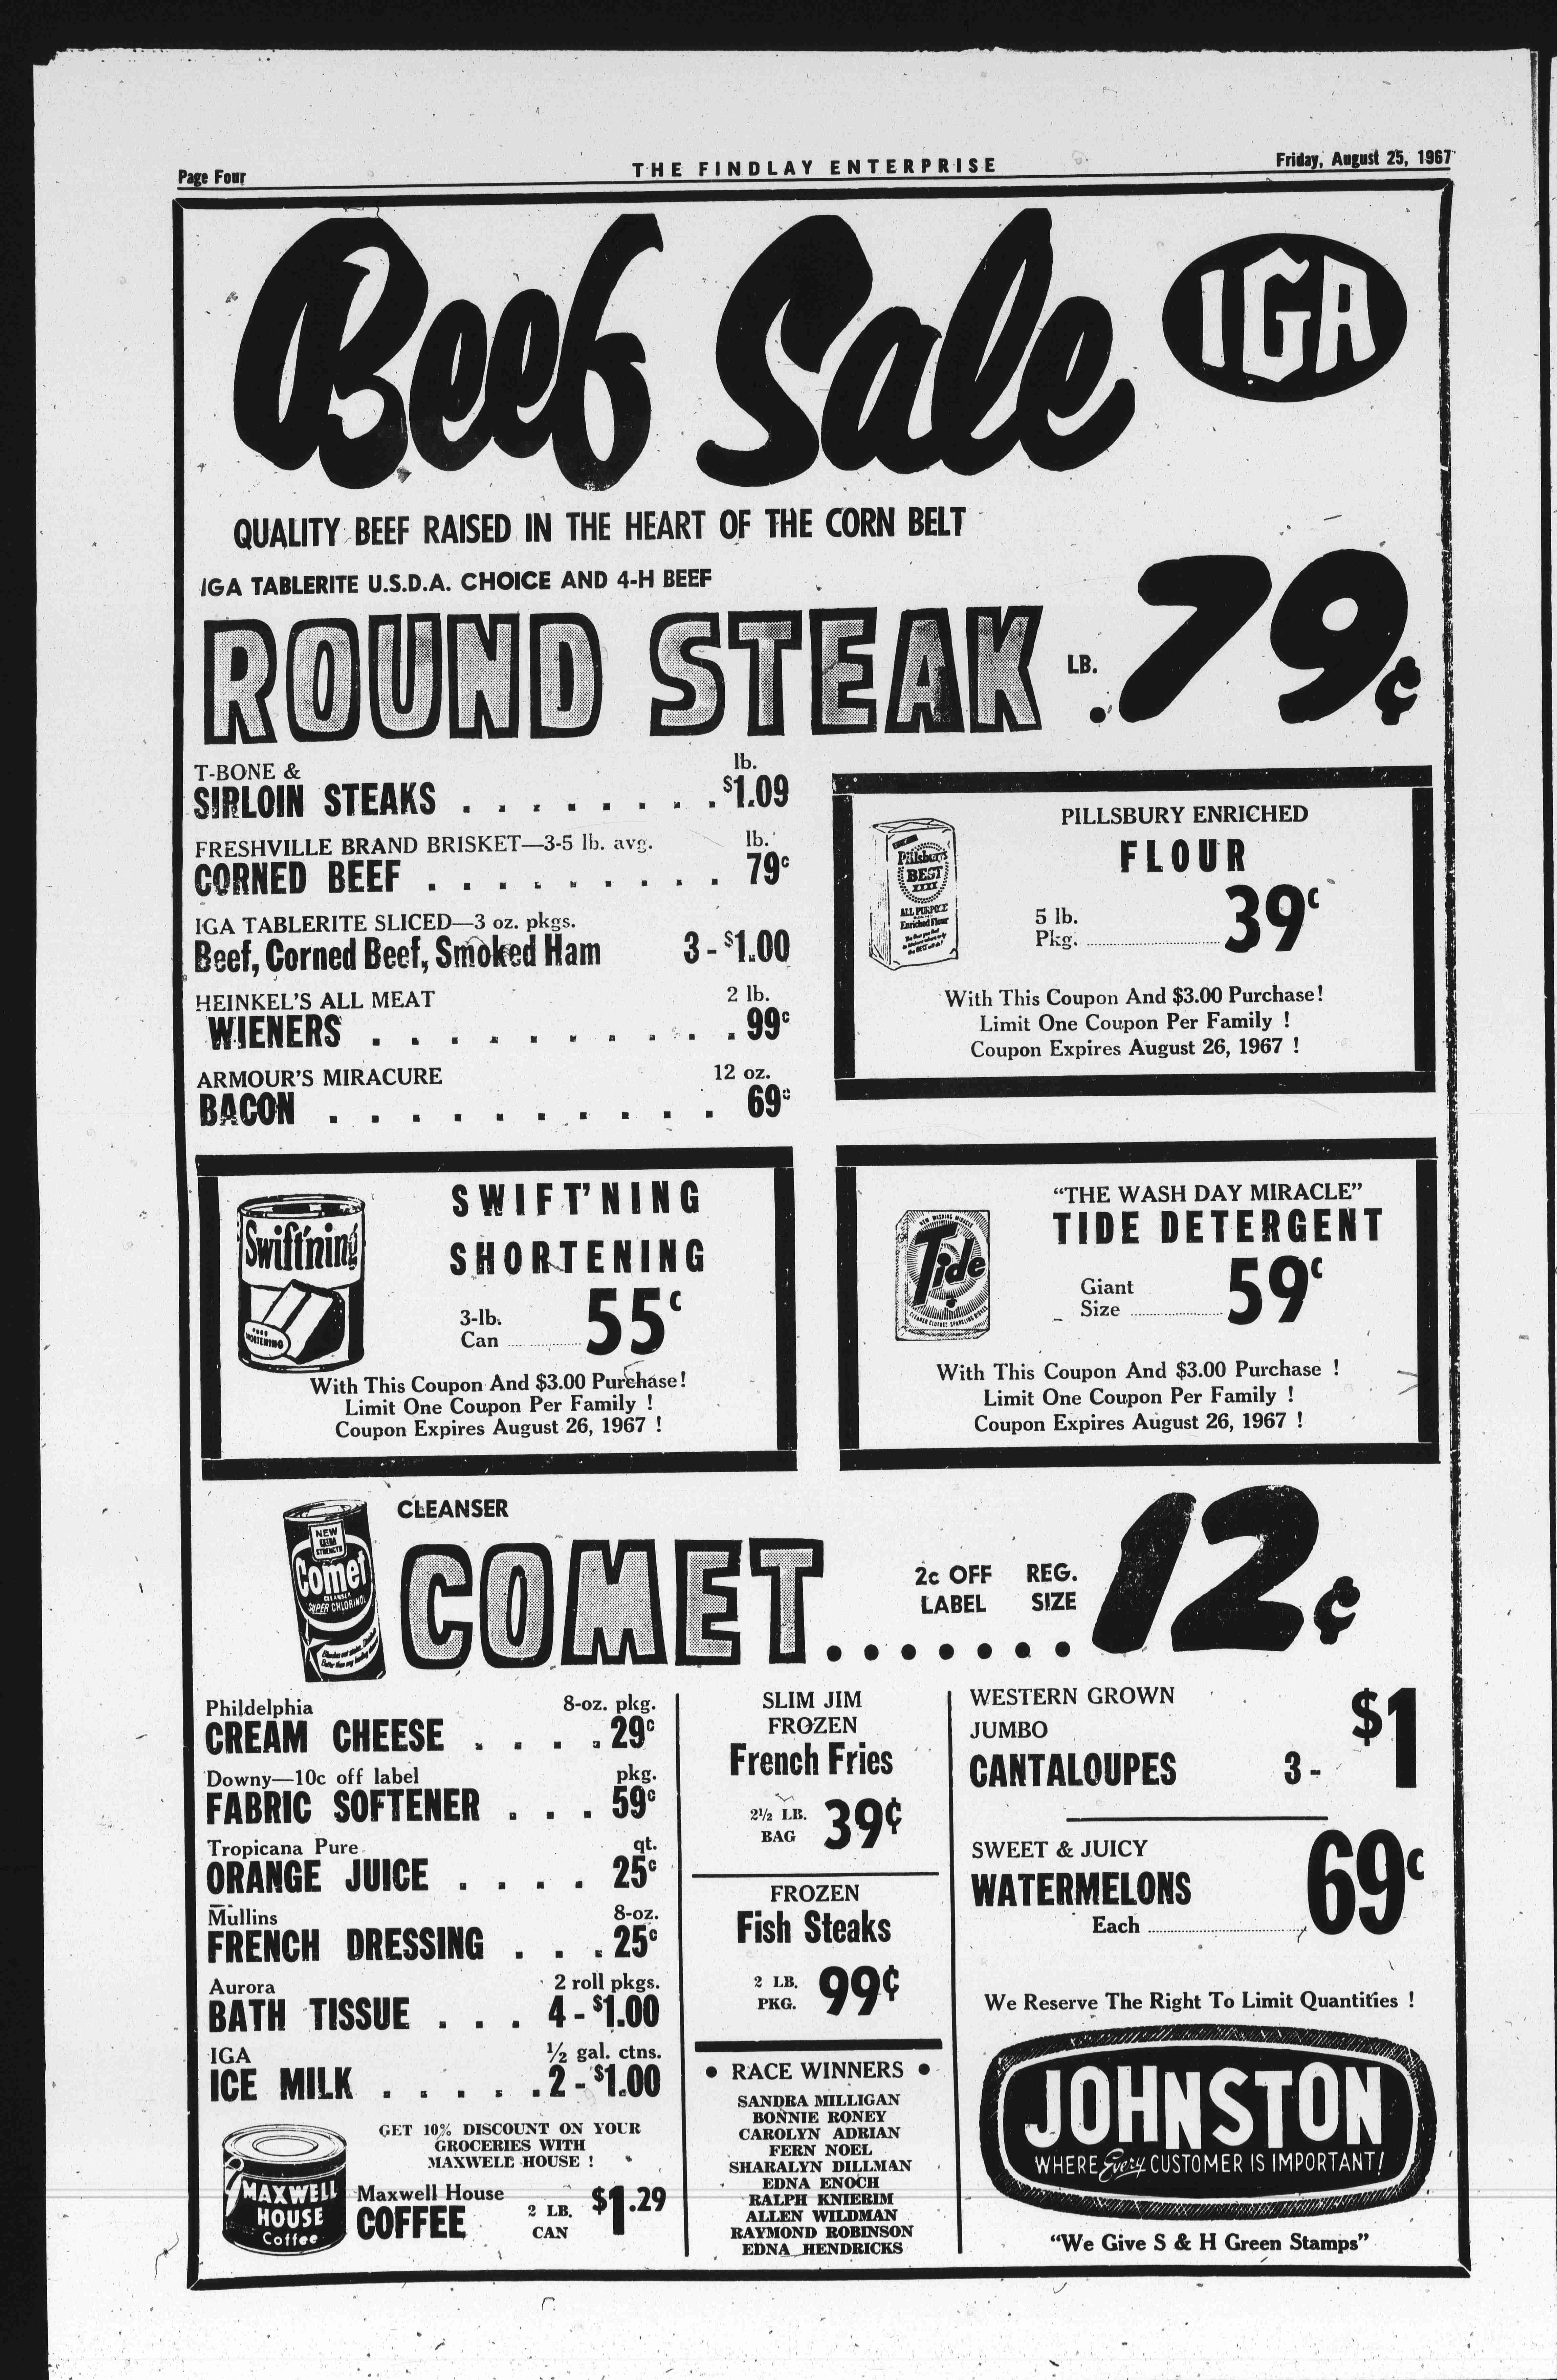 Page Four
THE FINDLAY ENTERPRISE
Friday, August 25, 1967
Beef Sale
IGA
QUALITY BEEF RAISED IN THE HEART OF THE CORN BELT
IGA TABLERITE U.S.D.A. CHOICE AND 4-H BEEF
ROUND STEAK LB. .79¢
T-BONE & lb.
SIRLOIN STEAKS . . . . . . . . $1.09
FRESHVILLE BRAND BRISKET—3-5 lb. avg. lb.
CORNED BEEF . . . . . . . . . 79c
IGA TABLERITE SLICED—3 oz. pkgs.
Beef, Corned Beef, Smoked Ham 3 - $1.00
HEINKEL'S ALL MEAT 2 lb.
WIENERS . . . . . . . . . . 99c
ARMOUR'S MIRACURE 12 oz.
BACON . . . . . . . . . . 69c
Pillsbury's
BEST
XXXX
ALL PURPOSE
Enriched Flour
PILLSBURY ENRICHED
FLOUR
5 lb.
Pkg. .......... 39c
With This Coupon And $3.00 Purchase!
Limit One Coupon Per Family !
Coupon Expires August 26, 1967 !
Swift'ning
SHORTENING
SWIFT'NING
SHORTENING
3-lb.
Can .......... 55c
With This Coupon And $3.00 Purchase!
Limit One Coupon Per Family !
Coupon Expires August 26, 1967 !
Tide
"THE WASH DAY MIRACLE"
TIDE DETERGENT
Giant
Size .......... 59c
With This Coupon And $3.00 Purchase !
Limit One Coupon Per Family !
Coupon Expires August 26, 1967 !
NEW
STRENGTH
Comet
CLEANSER
SUPER CHLORINOL
CLEANSER
COMET . . . . . . . 12¢
2c OFF REG.
LABEL SIZE
Phildelphia 8-oz. pkg.
CREAM CHEESE . . . . 29c
Downy—10c off label pkg.
FABRIC SOFTENER . . . 59c
Tropicana Pure qt.
ORANGE JUICE . . . . 25c
Mullins 8-oz.
FRENCH DRESSING . . . 25c
Aurora 2 roll pkgs.
BATH TISSUE . . . 4 - $1.00
IGA ½ gal. ctns.
ICE MILK . . . . . 2 - $1.00
GET 10% DISCOUNT ON YOUR
GROCERIES WITH
MAXWELL HOUSE !
MAXWELL
HOUSE
Coffee
Maxwell House
COFFEE 2 LB. CAN $1.29
SLIM JIM
FROZEN
French Fries
2½ LB.
BAG 39¢
FROZEN
Fish Steaks
2 LB.
PKG. 99¢
• RACE WINNERS •
SANDRA MILLIGAN
BONNIE RONEY
CAROLYN ADRIAN
FERN NOEL
SHARALYN DILLMAN
EDNA ENOCH
RALPH KNIERIM
ALLEN WILDMAN
RAYMOND ROBINSON
EDNA HENDRICKS
WESTERN GROWN
JUMBO
CANTALOUPES 3 - $1
SWEET & JUICY
WATERMELONS
Each .......... 69c
We Reserve The Right To Limit Quantities !
JOHNSTON
WHERE Every CUSTOMER IS IMPORTANT!
"We Give S & H Green Stamps"